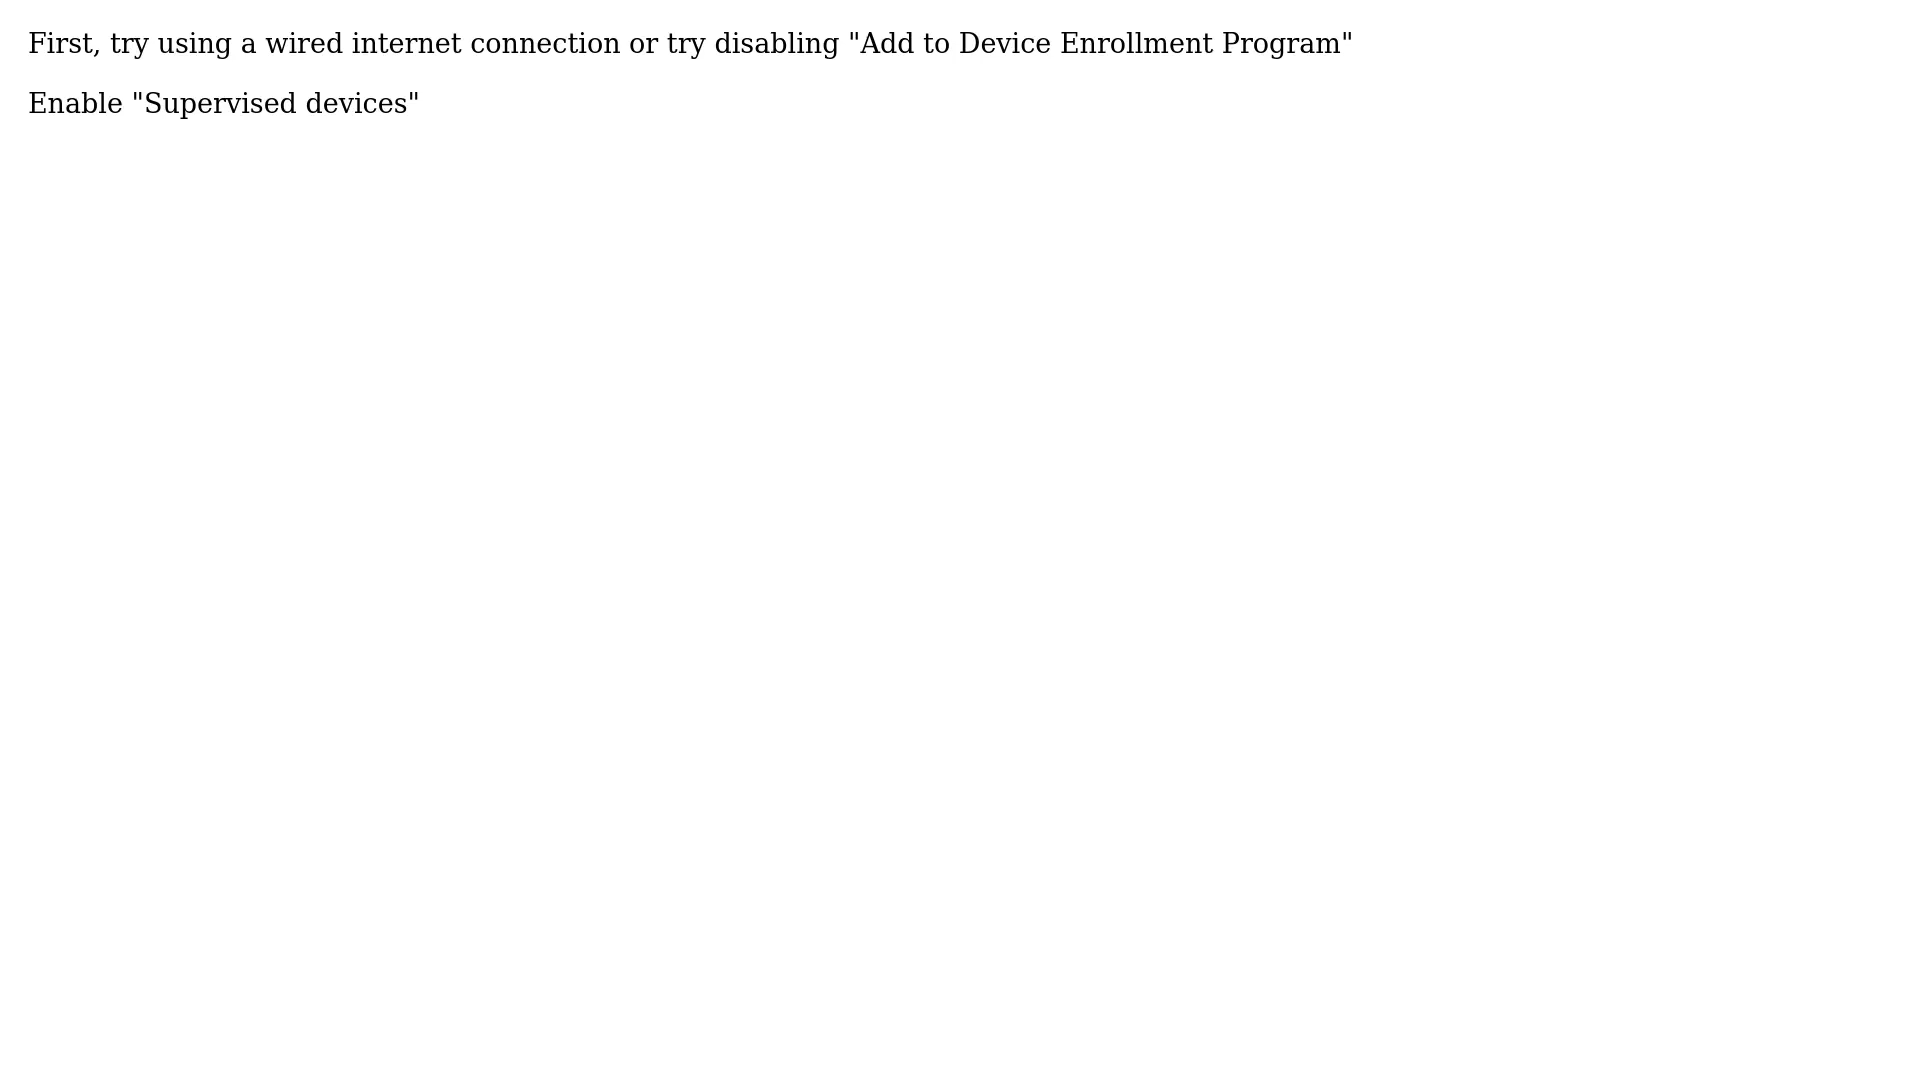 First, try using a wired internet connection or try disabling "Add to Device Enrollment Program"
Enable "Supervised devices"